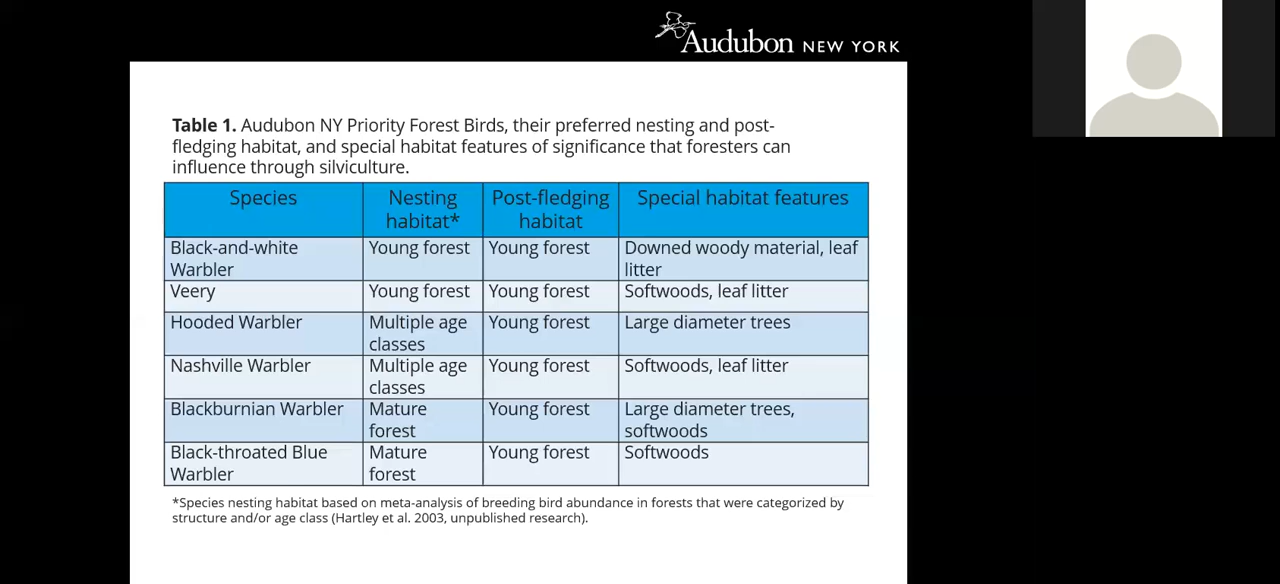 Audubon NEW YORK
Table 1. Audubon NY Priority Forest Birds, their preferred nesting and post-
fledging habitat, and special habitat features of significance that foresters can
influence through silviculture.
Species Nesting habitat* Post-fledging habitat Special habitat features
Black-and-white Warbler Young forest Young forest Downed woody material, leaf litter
Veery Young forest Young forest Softwoods, leaf litter
Hooded Warbler Multiple age classes Young forest Large diameter trees
Nashville Warbler Multiple age classes Young forest Softwoods, leaf litter
Blackburnian Warbler Mature forest Young forest Large diameter trees, softwoods
Black-throated Blue Warbler Mature forest Young forest Softwoods
*Species nesting habitat based on meta-analysis of breeding bird abundance in forests that were categorized by
structure and/or age class (Hartley et al. 2003, unpublished research).